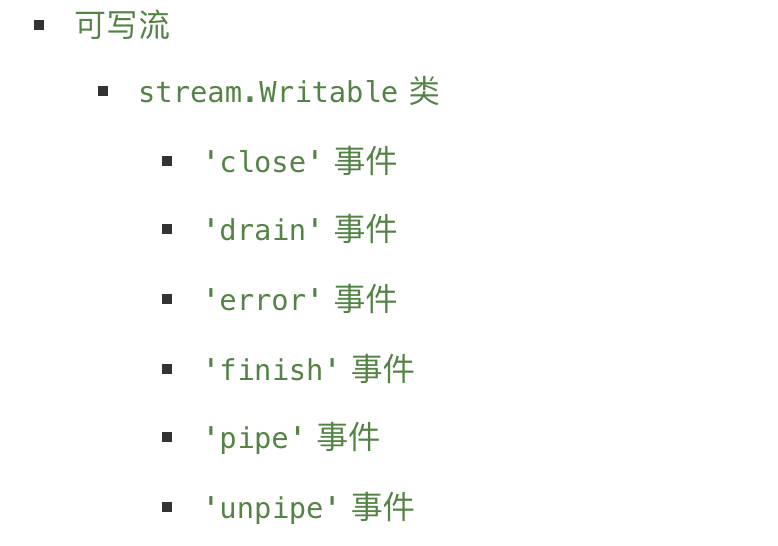 可写流
stream.Writable 类
'close' 事件
'drain' 事件
'error' 事件
'finish' 事件
'pipe' 事件
'unpipe' 事件